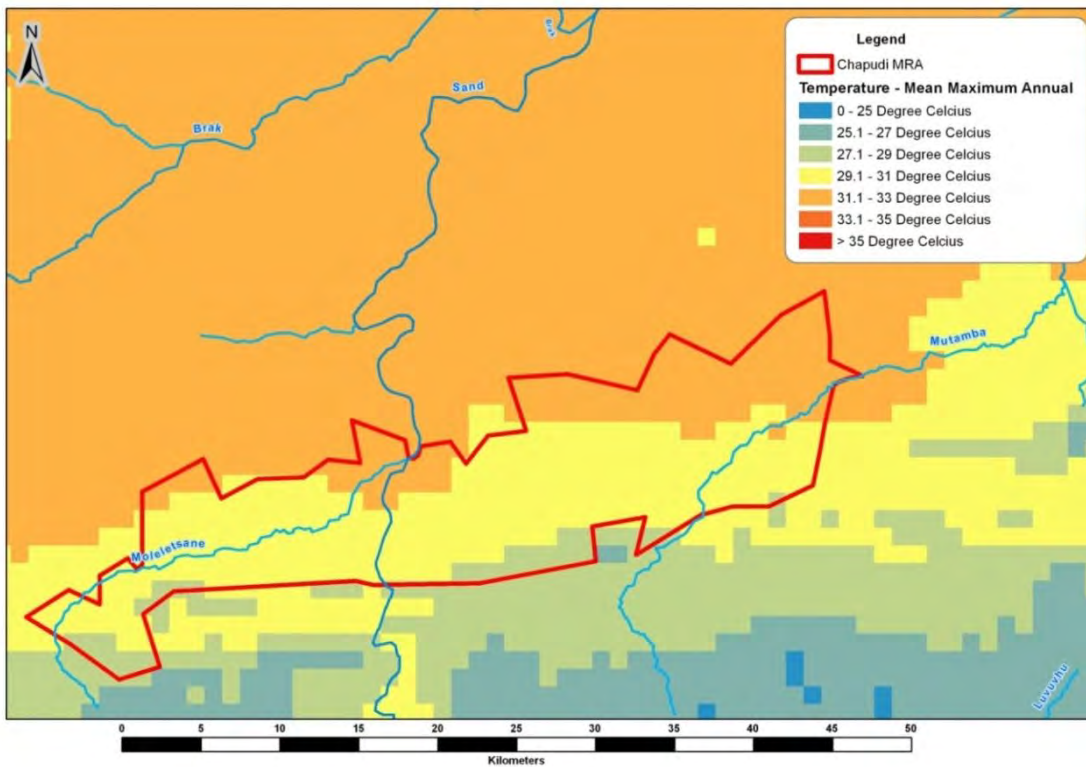 N
Brak
Sand
Brak
Legend
Chapudi MRA
Temperature - Mean Maximum Annual
0 - 25 Degree Celcius
25.1 - 27 Degree Celcius
27.1 - 29 Degree Celcius
29.1 - 31 Degree Celcius
31.1 - 33 Degree Celcius
33.1 - 35 Degree Celcius
> 35 Degree Celcius
Mutamba
Moleletsane
Luvuvhu
0 5 10 15 20 25 30 35 40 45 50
Kilometers